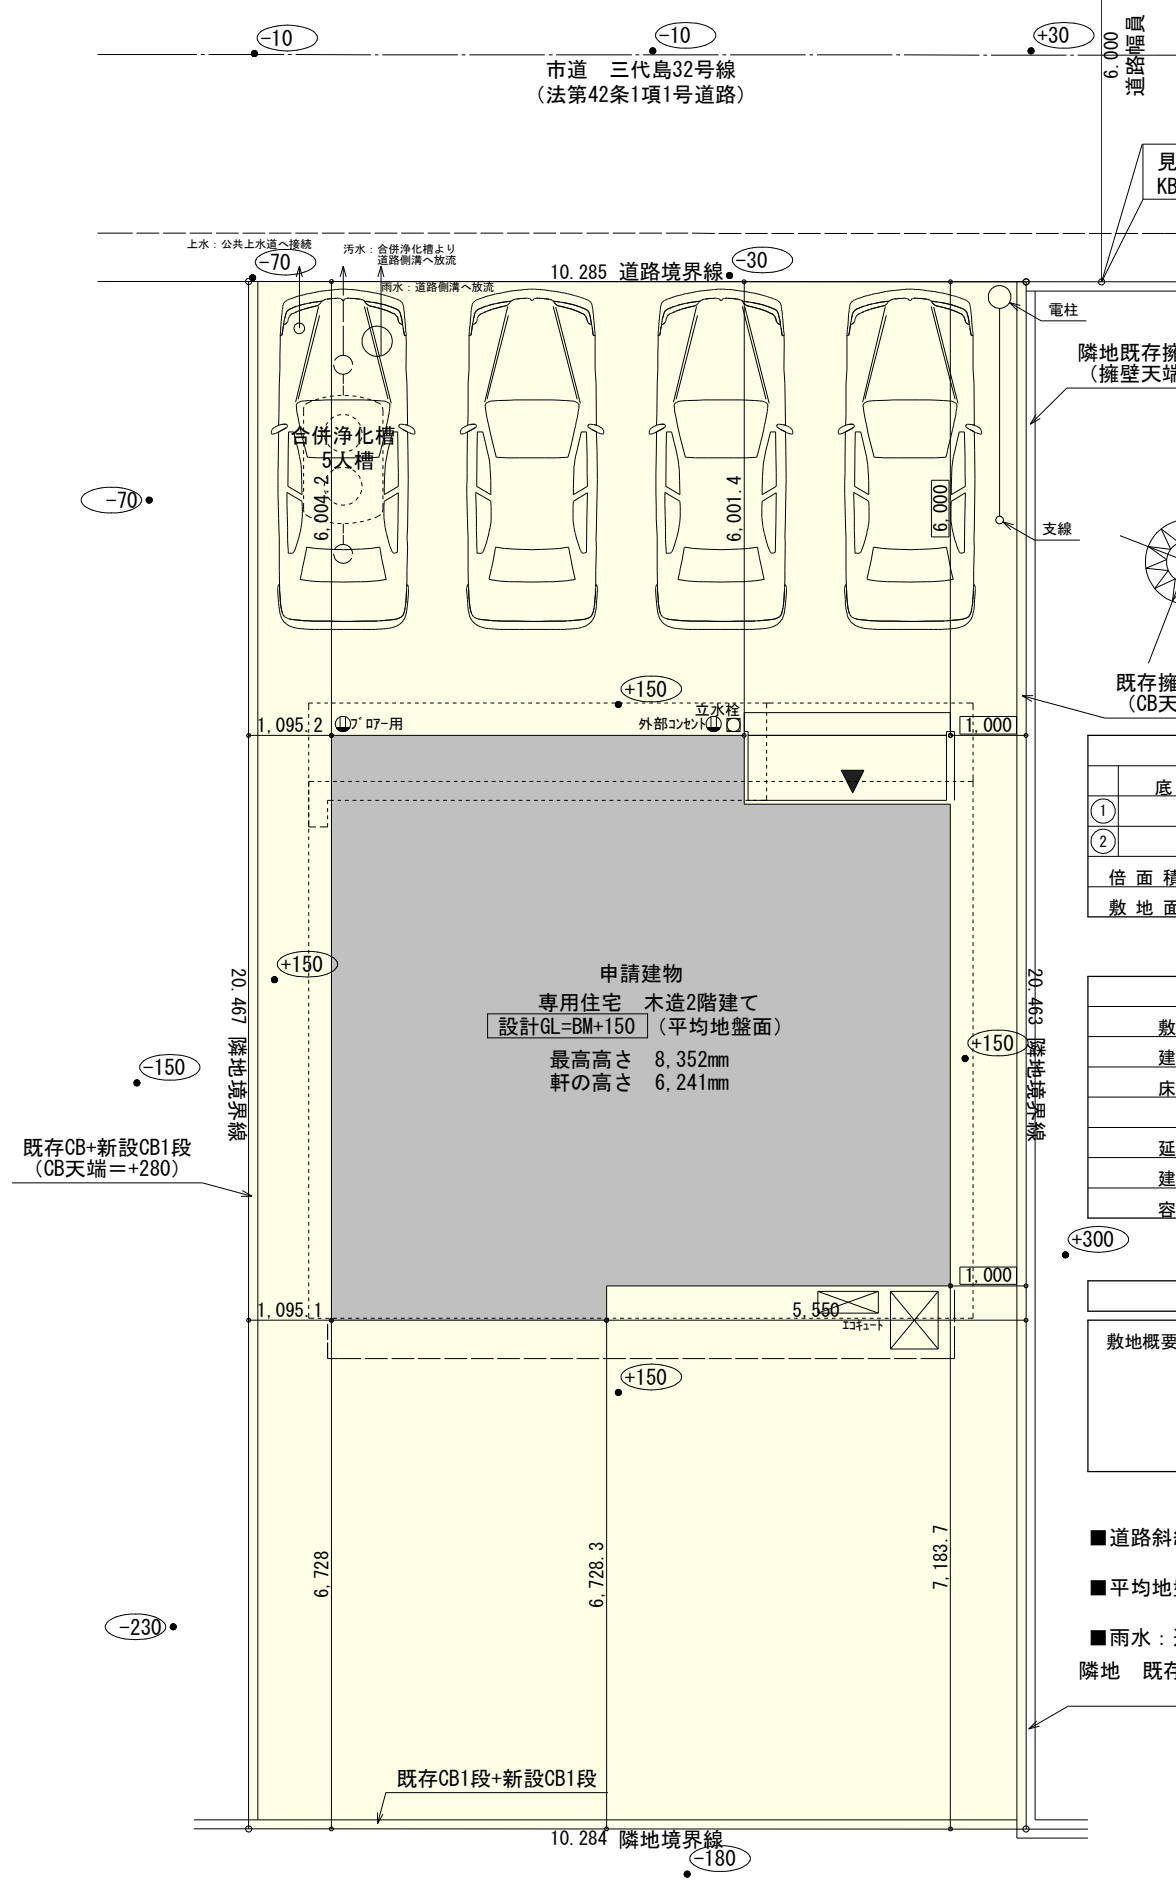 -10
-10
+30
6.000
道路幅員
市道　三代島32号線
(法第42条1項1号道路)
見
KB
上水：公共上水道へ接続
汚水：合併浄化槽より
道路側溝へ放流
-70
10.285 道路境界線
-30
雨水：道路側溝へ放流
電柱
隣地既存擁
(擁壁天端
合併浄化槽
5人槽
-70
6,004.2
6,001.4
6,000
支線
既存擁
(CB天
+150
立水栓
1,095.2
ﾌﾞﾛｱｰ用
外部ｺﾝｾﾝﾄ
1,000
底
1
2
倍 面 積
敷 地 面
+150
申請建物
専用住宅　木造2階建て
設計GL=BM+150 (平均地盤面)
最高高さ　8,352mm
軒の高さ　6,241mm
20.467 隣地境界線
20.463 隣地境界線
+150
-150
敷
建
床
延
建
容
既存CB+新設CB1段
(CB天端＝+280)
+300
1,000
1,095.1
5,550
ｴｺｷｭｰﾄ
敷地概要
+150
6,728
6,728.3
7,183.7
■道路斜
■平均地
-230
■雨水：
隣地　既存
既存CB1段+新設CB1段
10.284 隣地境界線
-180